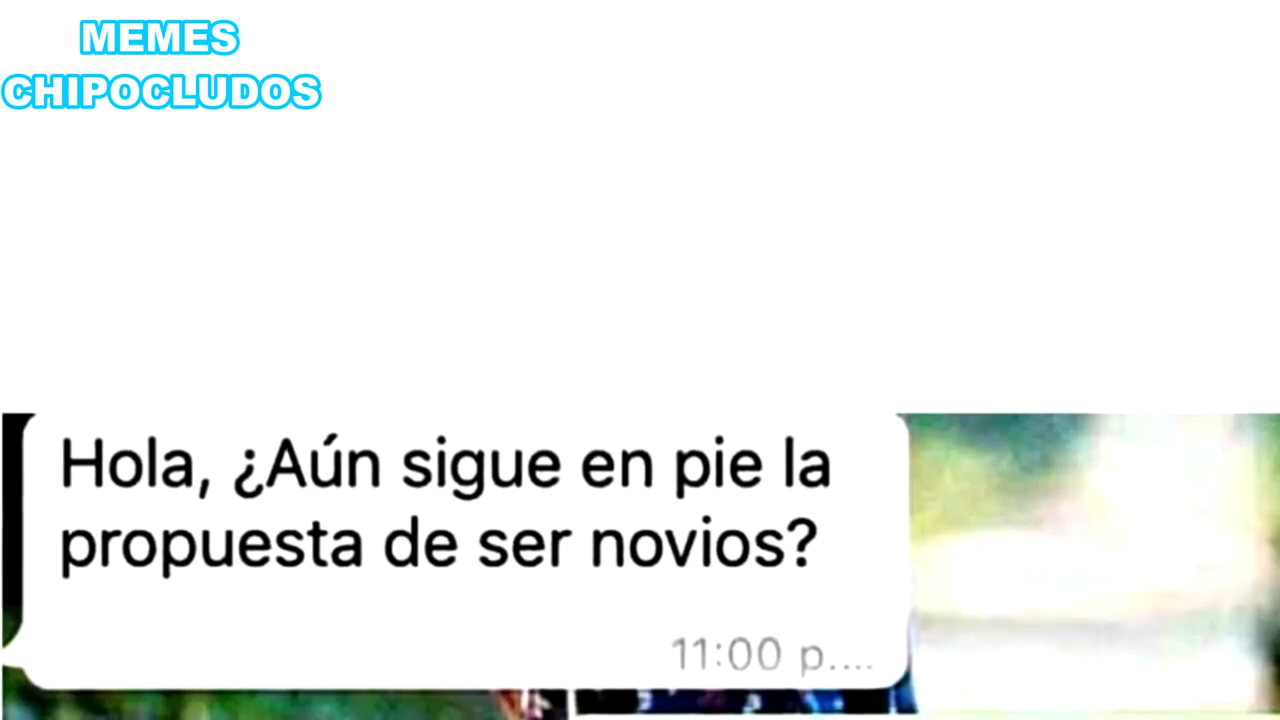 MEMES
CHIPOCLUDOS
Hola, ¿Aún sigue en pie la
propuesta de ser novios?
11:00 p....